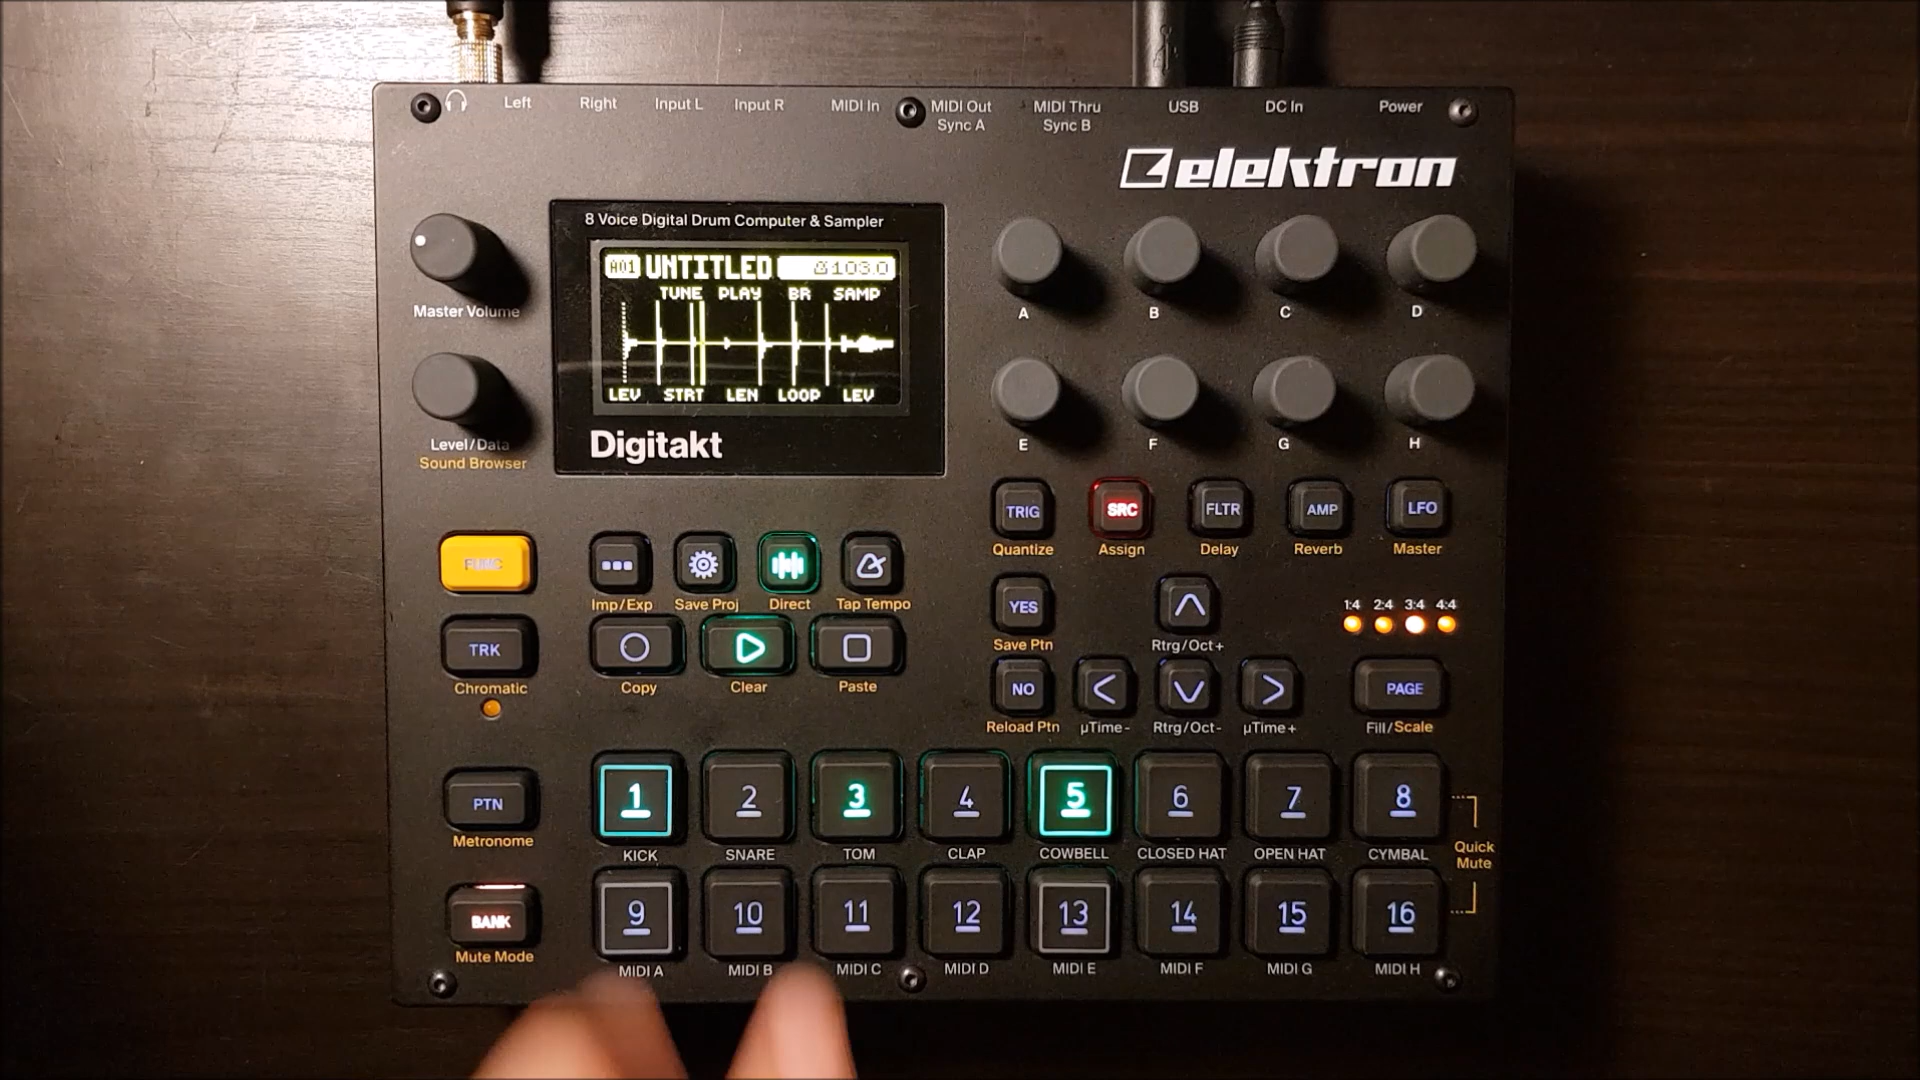 Left Right Input L Input R MIDI In MIDI Out MIDI Thru USB DC In Power
Sync A Sync B
elektron
8 Voice Digital Drum Computer & Sampler
A01 UNTITLED 103.0
TUNE PLAY BR SAMP
LEV STRT LEN LOOP LEV
Digitakt
Master Volume
Level/Data
Sound Browser
A B C D
E F G H
TRIG SRC FLTR AMP LFO
Quantize Assign Delay Reverb Master
FUNC
Imp/Exp Save Proj Direct Tap Tempo
TRK
Chromatic
Copy Clear Paste
YES
Save Ptn Rtrg/Oct+
1:4 2:4 3:4 4:4
NO PAGE
Reload Ptn µTime- Rtrg/Oct- µTime+ Fill/Scale
PTN
Metronome
1 2 3 4 5 6 7 8
KICK SNARE TOM CLAP COWBELL CLOSED HAT OPEN HAT CYMBAL
Quick
Mute
BANK
Mute Mode
9 10 11 12 13 14 15 16
MIDI A MIDI B MIDI C MIDI D MIDI E MIDI F MIDI G MIDI H